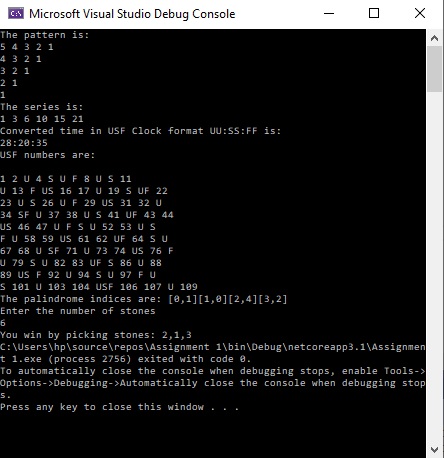 Microsoft Visual Studio Debug Console
The pattern is:
5 4 3 2 1
4 3 2 1
3 2 1
2 1
1
The series is:
1 3 6 10 15 21
Converted time in USF Clock format UU:SS:FF is:
28:20:35
USF numbers are:
1 2 U 4 S U F 8 U S 11
U 13 F US 16 17 U 19 S UF 22
23 U S 26 U F 29 US 31 32 U
34 SF U 37 38 U S 41 UF 43 44
US 46 47 U F S U 52 53 U S
F U 58 59 US 61 62 UF 64 S U
67 68 U SF 71 U 73 74 US 76 F
U 79 S U 82 83 UF S 86 U 88
89 US F 92 U 94 S U 97 F U
S 101 U 103 104 USF 106 107 U 109
The palindrome indices are: [0,1][1,0][2,4][3,2]
Enter the number of stones
6
You win by picking stones: 2,1,3
C:\Users\hp\source\repos\Assignment 1\bin\Debug\netcoreapp3.1\Assignmen
t 1.exe (process 2756) exited with code 0.
To automatically close the console when debugging stops, enable Tools->
Options->Debugging->Automatically close the console when debugging stop
s.
Press any key to close this window . . .